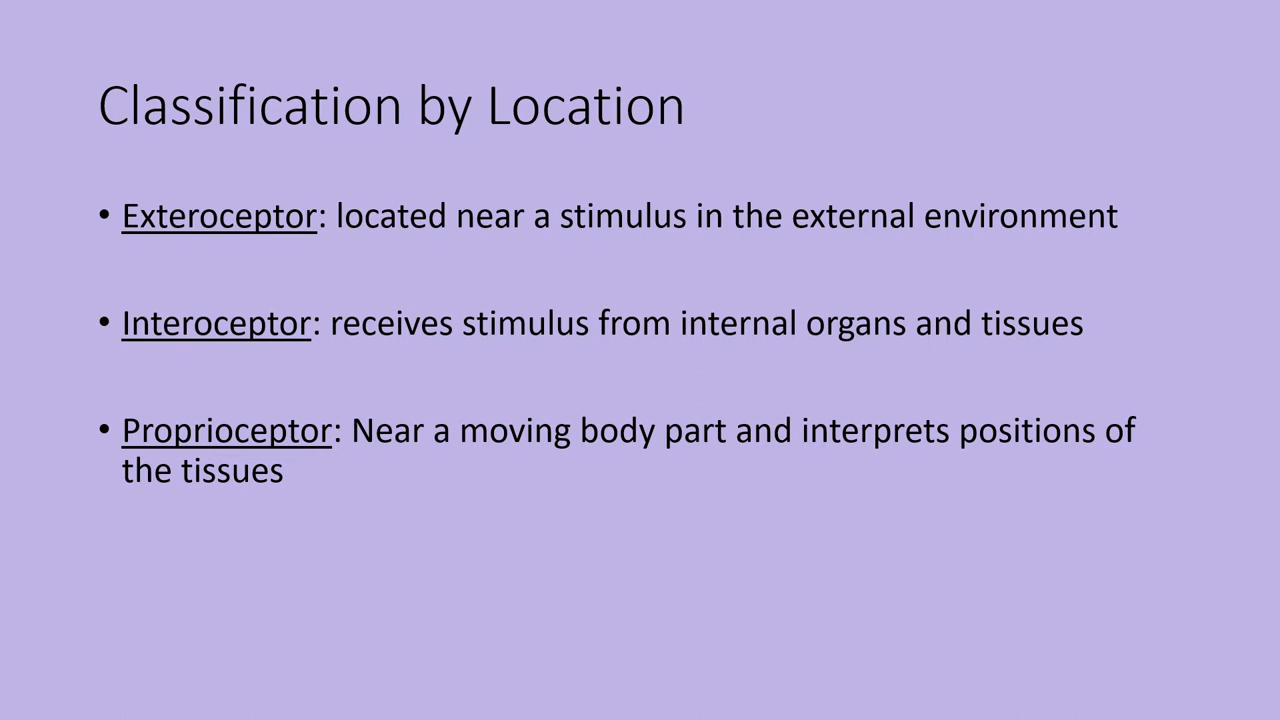 Classification by Location
• Exteroceptor: located near a stimulus in the external environment
• Interoceptor: receives stimulus from internal organs and tissues
• Proprioceptor: Near a moving body part and interprets positions of
the tissues